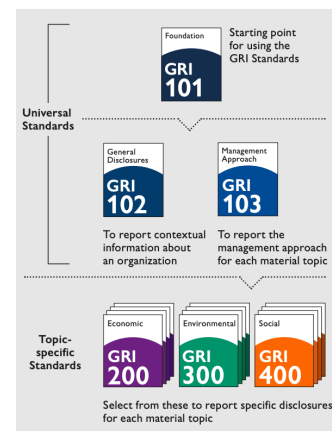 Foundation
GRI
101
Starting point
for using the
GRI Standards
Universal
Standards
General
Disclosures
GRI
102
Management
Approach
GRI
103
To report contextual
information about
an organization
To report the
management approach
for each material topic
Topic-
specific
Standards
Economic
GRI
200
Environmental
GRI
300
Social
GRI
400
Select from these to report specific disclosures
for each material topic